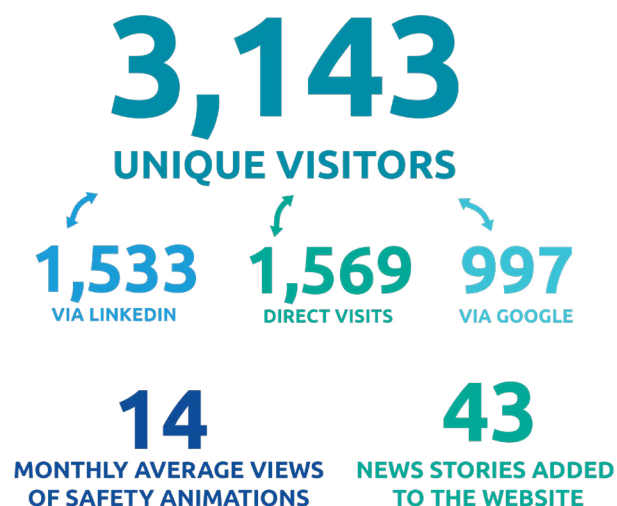 3,143
UNIQUE VISITORS
1,533
VIA LINKEDIN
1,569
DIRECT VISITS
997
VIA GOOGLE
14
MONTHLY AVERAGE VIEWS
OF SAFETY ANIMATIONS
43
NEWS STORIES ADDED
TO THE WEBSITE